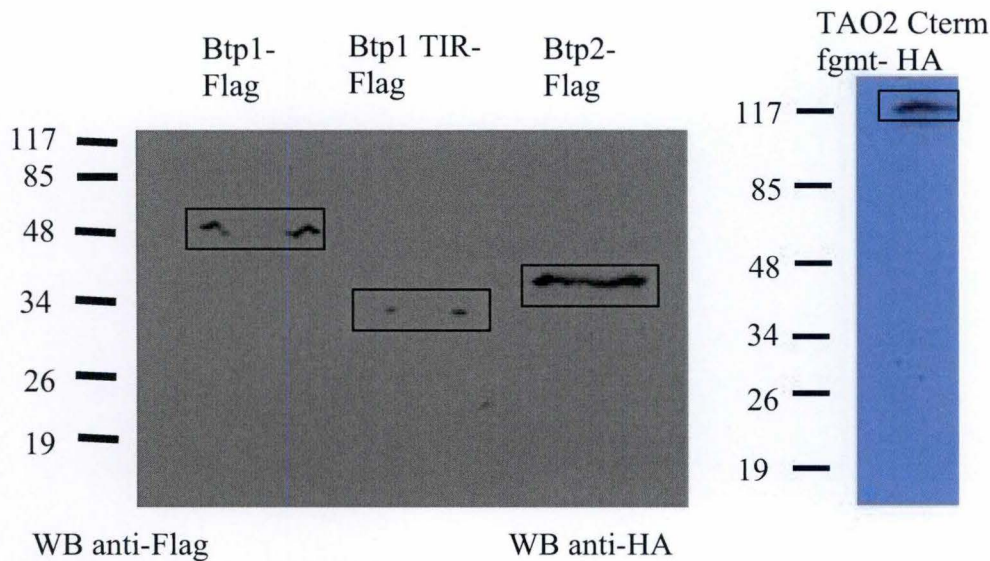 Btp1-
Flag
Btp1 TIR-
Flag
Btp2-
Flag
TAO2 Cterm
fgmt- HA
117
85
48
34
26
19
117
85
48
34
26
19
WB anti-Flag
WB anti-HA